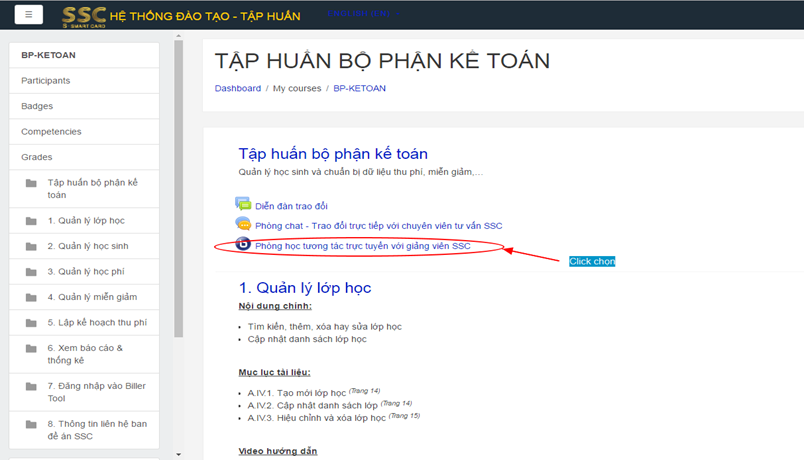 SSC
S - SMART CARD
HỆ THỐNG ĐÀO TẠO - TẬP HUẤN
BP-KETOAN
Participants
Badges
Competencies
Grades
Tập huấn bộ phận kế
toán
1. Quản lý lớp học
2. Quản lý học sinh
3. Quản lý học phí
4. Quản lý miễn giảm
5. Lập kế hoạch thu phí
6. Xem báo cáo &
thống kê
7. Đăng nhập vào Biller
Tool
8. Thông tin liên hệ ban
đề án SSC
TẬP HUẤN BỘ PHẬN KẾ TOÁN
Dashboard / My courses / BP-KETOAN
Tập huấn bộ phận kế toán
Quản lý học sinh và chuẩn bị dữ liệu thu phí, miễn giảm,...
Diễn đàn trao đổi
Phòng chat - Trao đổi trực tiếp với chuyên viên tư vấn SSC
Phòng học tương tác trực tuyến với giảng viên SSC
Click chọn
1. Quản lý lớp học
Nội dung chính:
• Tìm kiến, thêm, xóa hay sửa lớp học
• Cập nhật danh sách lớp học
Mục lục tài liệu:
• A.IV.1. Tạo mới lớp học (Trang 14)
• A.IV.2. Cập nhật danh sách lớp (Trang 14)
• A.IV.3. Hiệu chỉnh và xóa lớp học (Trang 15)
Video hướng dẫn